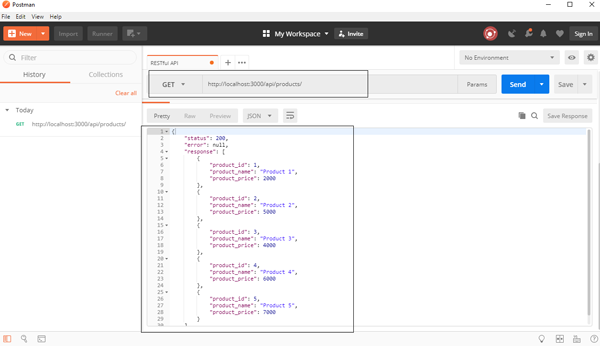 Postman
File Edit View Help
New Import Runner My Workspace Invite Sign In
Filter
History Collections
Clear all
Today
GET http://localhost:3000/api/products/
RESTful API
No Environment
GET http://localhost:3000/api/products/ Params Send Save
Pretty Raw Preview JSON Save Response
1 {
2 "status": 200,
3 "error": null,
4 "response": [
5 {
6 "product_id": 1,
7 "product_name": "Product 1",
8 "product_price": 2000
9 },
10 {
11 "product_id": 2,
12 "product_name": "Product 2",
13 "product_price": 5000
14 },
15 {
16 "product_id": 3,
17 "product_name": "Product 3",
18 "product_price": 4000
19 },
20 {
21 "product_id": 4,
22 "product_name": "Product 4",
23 "product_price": 6000
24 },
25 {
26 "product_id": 5,
27 "product_name": "Product 5",
28 "product_price": 7000
29 }
30 ]